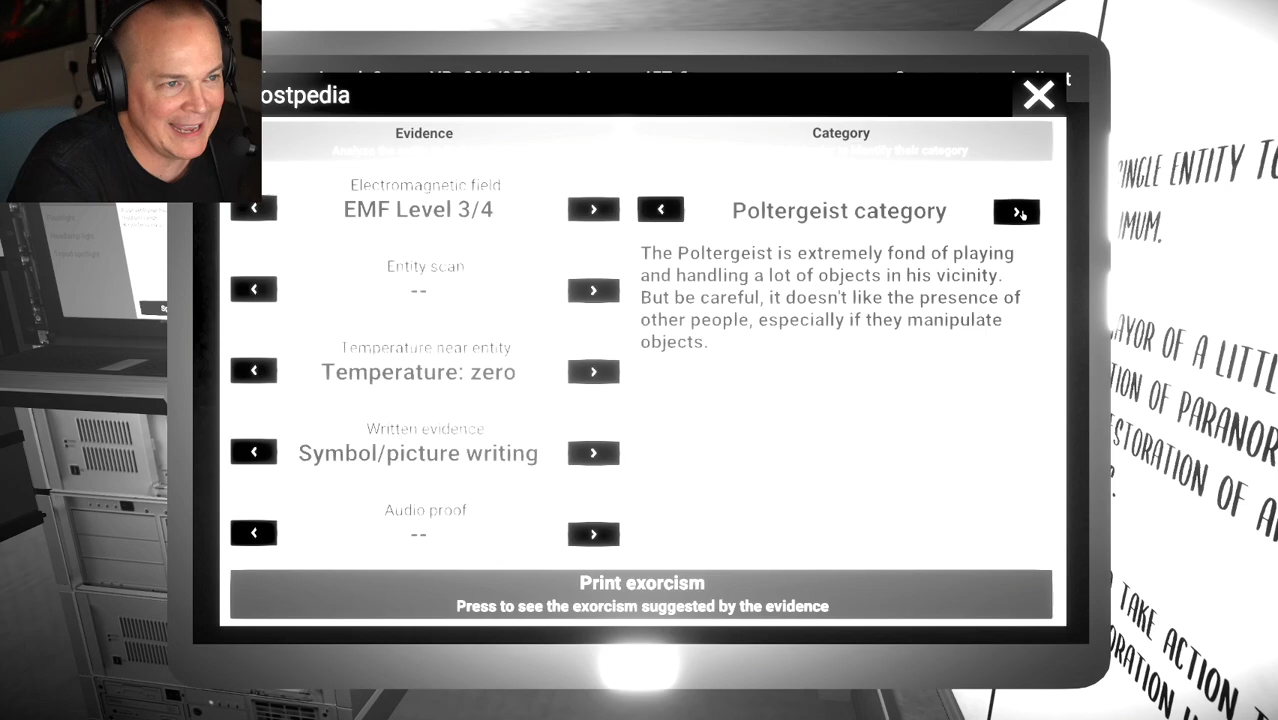 ostpedia
Evidence
Category
identify their category
Electromagnetic field
EMF Level 3/4
Entity scan
--
Temperature near entity
Temperature: zero
Written evidence
Symbol/picture writing
Audio proof
--
Poltergeist category
The Poltergeist is extremely fond of playing
and handling a lot of objects in his vicinity.
But be careful, it doesn't like the presence of
other people, especially if they manipulate
objects.
Print exorcism
Press to see the exorcism suggested by the evidence
INGLE ENTITY TO
IMUM.
AYOR OF A LITTL
TION OF PARANOR
ESTORATION OF A
TAKE ACTION T
ORATION